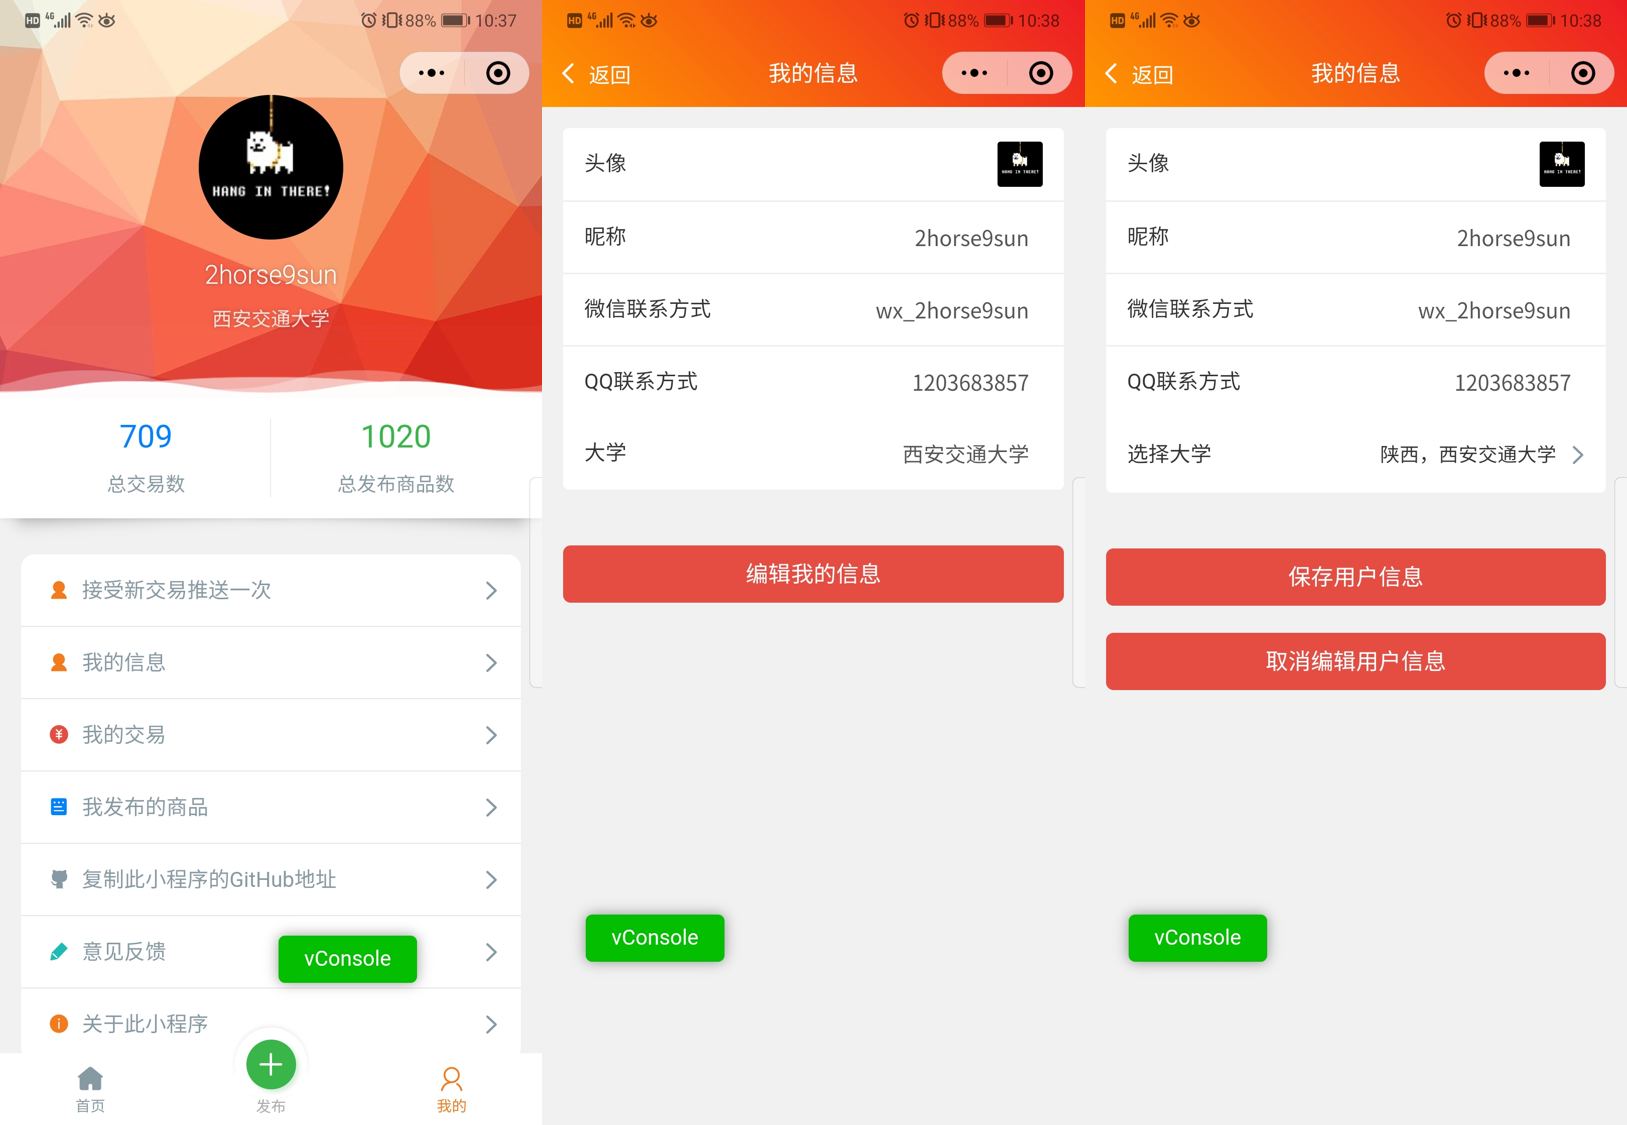 HD 4G 88% 10:37
HANG IN THERE!
2horse9sun
西安交通大学
709
总交易数
1020
总发布商品数
接受新交易推送一次
我的信息
我的交易
我发布的商品
复制此小程序的GitHub地址
意见反馈
vConsole
关于此小程序
首页
发布
我的
HD 4G 88% 10:38
返回
我的信息
头像
HANG IN THERE!
昵称
2horse9sun
微信联系方式
wx_2horse9sun
QQ联系方式
1203683857
大学
西安交通大学
编辑我的信息
vConsole
HD 4G 88% 10:38
返回
我的信息
头像
HANG IN THERE!
昵称
2horse9sun
微信联系方式
wx_2horse9sun
QQ联系方式
1203683857
选择大学
陕西，西安交通大学
保存用户信息
取消编辑用户信息
vConsole